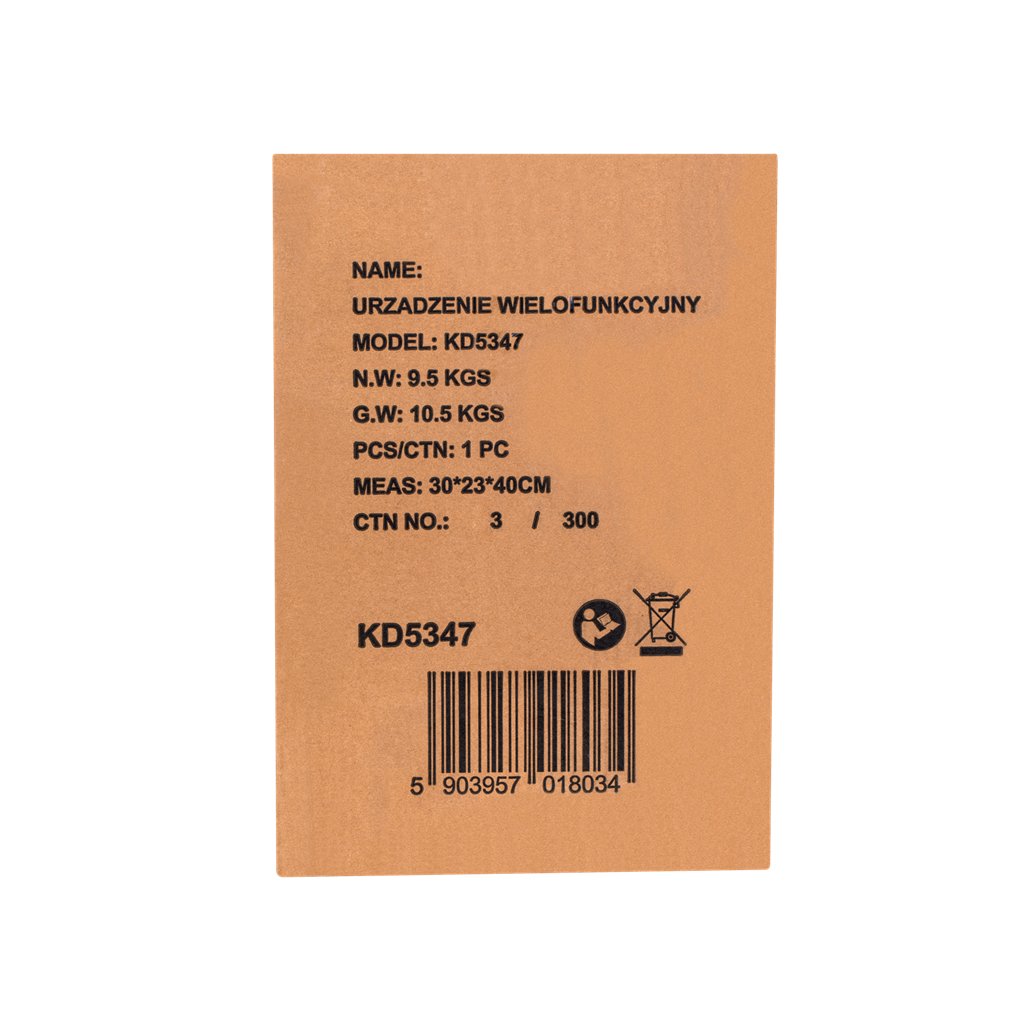 NAME:
URZADZENIE WIELOFUNKCYJNY
MODEL: KD5347
N.W: 9.5 KGS
G.W: 10.5 KGS
PCS/CTN: 1 PC
MEAS: 30*23*40CM
CTN NO.: 3 / 300
KD5347
5 903957 018034